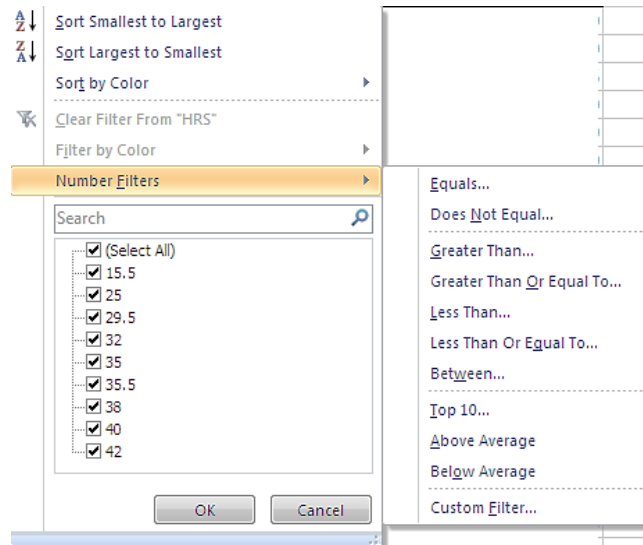 Sort Smallest to Largest
Sort Largest to Smallest
Sort by Color
Clear Filter From "HRS"
Filter by Color
Number Filters
Search
(Select All)
15.5
25
29.5
32
35
35.5
38
40
42
OK Cancel
Equals...
Does Not Equal...
Greater Than...
Greater Than Or Equal To...
Less Than...
Less Than Or Equal To...
Between...
Top 10...
Above Average
Below Average
Custom Filter...